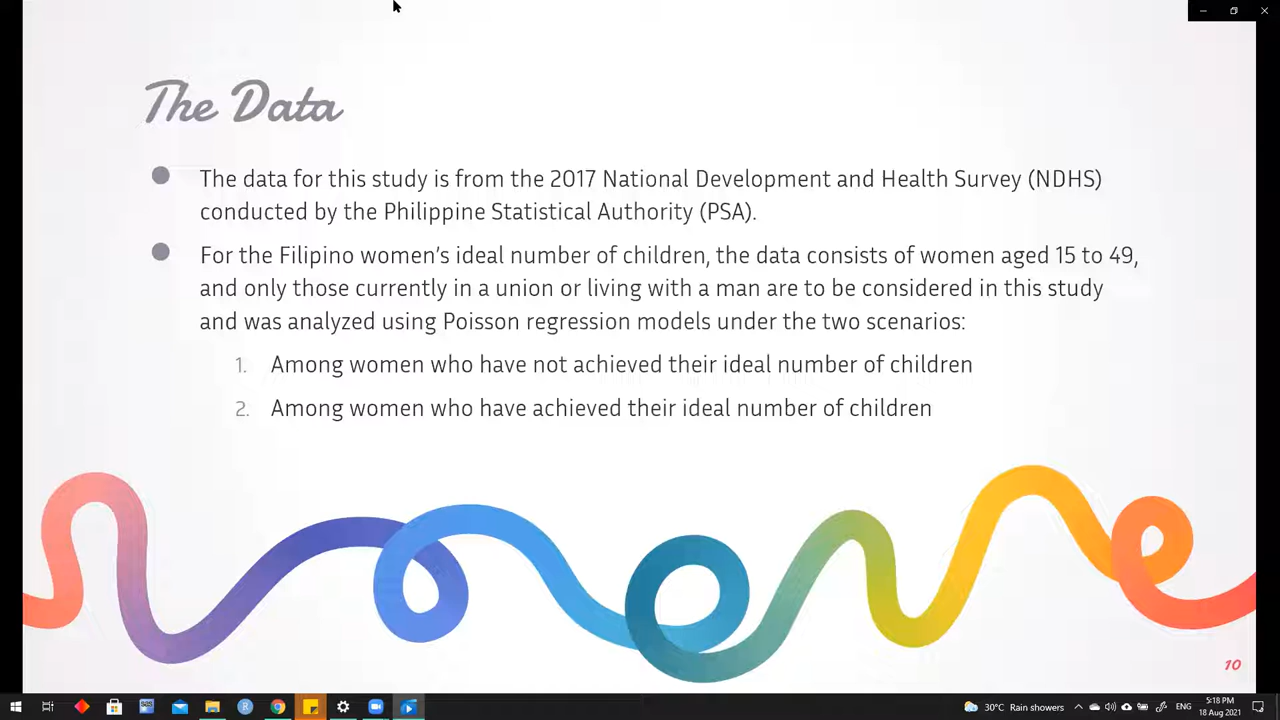 The Data
The data for this study is from the 2017 National Development and Health Survey (NDHS)
conducted by the Philippine Statistical Authority (PSA).
For the Filipino women's ideal number of children, the data consists of women aged 15 to 49,
and only those currently in a union or living with a man are to be considered in this study
and was analyzed using Poisson regression models under the two scenarios:
1. Among women who have not achieved their ideal number of children
2. Among women who have achieved their ideal number of children
10
30°C Rain showers
ENG
5:18 PM
18 Aug 2021